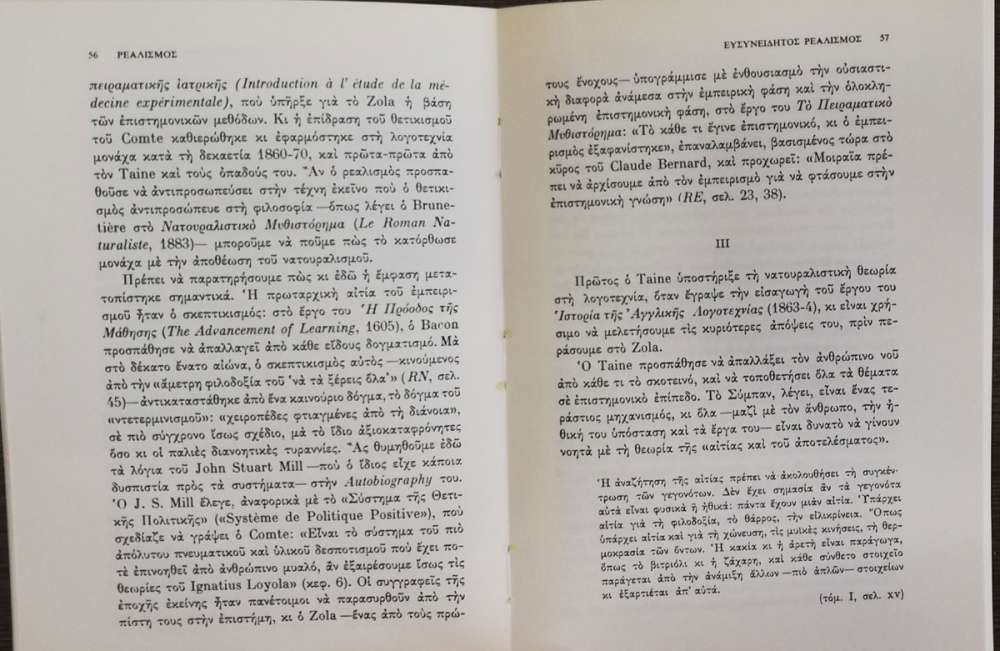 56 ΡΕΑΛΙΣΜΟΣ
πειραματικῆς ἰατρικῆς (Introduction à l' étude de la mé-
decine expérimentale), ποὺ ὑπῆρξε γιὰ τὸ Zola ἡ βάση
τῶν ἐπιστημονικῶν μεθόδων. Κι ἡ ἐπίδραση τοῦ θετικισμοῦ
τοῦ Comte καθιερώθηκε κι ἐφαρμόστηκε στὴ λογοτεχνία
μονάχα κατὰ τὴ δεκαετία 1860-70, καὶ πρῶτα-πρῶτα ἀπὸ
τὸν Taine καὶ τοὺς ὀπαδούς του. Ἂν ὁ ρεαλισμὸς προσπα-
θοῦσε νὰ ἀντιπροσωπεύσει στὴν τέχνη ἐκεῖνο ποὺ ὁ θετικι-
σμὸς ἀντιπροσώπευε στὴ φιλοσοφία —ὅπως λέγει ὁ Brune-
tière στὸ Νατουραλιστικὸ Μυθιστόρημα (Le Roman Na-
turaliste, 1883)— μποροῦμε νὰ ποῦμε πὼς τὸ κατόρθωσε
μονάχα μὲ τὴν ἀποθέωση τοῦ νατουραλισμοῦ.
Πρέπει νὰ παρατηρήσουμε πὼς κι ἐδῶ ἡ ἔμφαση μετα-
τοπίστηκε σημαντικά. Ἡ πρωταρχικὴ αἰτία τοῦ ἐμπειρι-
σμοῦ ἦταν ὁ σκεπτικισμός: στὸ ἔργο του Ἡ Πρόοδος τῆς
Μάθησης (The Advancement of Learning, 1605), ὁ Bacon
προσπάθησε νὰ ἀπαλλαγεῖ ἀπὸ κάθε εἴδους δογματισμό. Μὰ
στὸ δέκατο ἔνατο αἰώνα, ὁ σκεπτικισμὸς αὐτὸς —κινούμενος
ἀπὸ τὴν «ἄμετρη φιλοδοξία τοῦ ‘νὰ τὰ ξέρεις ὅλα’» (RN, σελ.
45)—ἀντικαταστάθηκε ἀπὸ ἕνα καινούριο δόγμα, τὸ δόγμα τοῦ
«ντετερμινισμοῦ»: «χειροπέδες φτιαγμένες ἀπὸ τὴ διάνοια»,
σὲ πιὸ σύγχρονο ἴσως σχέδιο, μὰ τὸ ἴδιο ἀξιοκαταφρόνητες
ὅσο κι οἱ παλιὲς διανοητικὲς τυραννίες. Ἂς θυμηθοῦμε ἐδῶ
τὰ λόγια τοῦ John Stuart Mill —ποὺ ὁ ἴδιος εἶχε κάποια
δυσπιστία πρὸς τὰ συστήματα— στὴν Autobiography του.
Ὁ J. S. Mill ἔλεγε, ἀναφορικὰ μὲ τὸ «Σύστημα τῆς Θετι-
κῆς Πολιτικῆς» («Système de Politique Positive»), ποὺ
σχεδίαζε νὰ γράψει ὁ Comte: «Εἶναι τὸ σύστημα τοῦ πιὸ
ἀπόλυτου πνευματικοῦ καὶ ὑλικοῦ δεσποτισμοῦ ποὺ ἔχει πο-
τὲ ἐπινοηθεῖ ἀπὸ ἀνθρώπινο μυαλό, ἂν ἐξαιρέσουμε ἴσως τὶς
θεωρίες τοῦ Ignatius Loyola» (κεφ. 6). Οἱ συγγραφεῖς τῆς
ἐποχῆς ἐκείνης ἦταν πανέτοιμοι νὰ παρασυρθοῦν ἀπὸ τὴν
πίστη τους στὴν ἐπιστήμη, κι ὁ Zola —ἕνας ἀπὸ τοὺς πρώ-
ΕΥΣΥΝΕΙΔΗΤΟΣ ΡΕΑΛΙΣΜΟΣ 57
τους ἔνοχους— ὑπογράμμισε μὲ ἐνθουσιασμὸ τὴν οὐσιαστι-
κὴ διαφορὰ ἀνάμεσα στὴν ἐμπειρικὴ φάση καὶ τὴν ὁλοκλη-
ρωμένη ἐπιστημονικὴ φάση, στὸ ἔργο του Τὸ Πειραματικὸ
Μυθιστόρημα: «Τὸ κάθε τι ἔγινε ἐπιστημονικό, κι ὁ ἐμπει-
ρισμὸς ἐξαφανίστηκε», ἐπαναλαμβάνει, βασισμένος τώρα στὸ
κῦρος τοῦ Claude Bernard, καὶ προχωρεῖ: «Μοιραῖα πρέ-
πει νὰ ἀρχίσουμε ἀπὸ τὸν ἐμπειρισμὸ γιὰ νὰ φτάσουμε στὴν
ἐπιστημονικὴ γνώση» (RE, σελ. 23, 38).
III
Πρῶτος ὁ Taine ὑποστήριξε τὴ νατουραλιστικὴ θεωρία
στὴ λογοτεχνία, ὅταν ἔγραψε τὴν εἰσαγωγὴ τοῦ ἔργου του
Ἱστορία τῆς Ἀγγλικῆς Λογοτεχνίας (1863-4), κι εἶναι χρή-
σιμο νὰ μελετήσουμε τὶς κυριότερες ἀπόψεις του, πρὶν πε-
ράσουμε στὸ Zola.
Ὁ Taine προσπάθησε νὰ ἀπαλλάξει τὸν ἀνθρώπινο νοῦ
ἀπὸ κάθε τι τὸ σκοτεινό, καὶ νὰ τοποθετήσει ὅλα τὰ θέματα
σὲ ἐπιστημονικὸ ἐπίπεδο. Τὸ Σύμπαν, λέγει, εἶναι ἕνας τε-
ράστιος μηχανισμός, κι ὅλα —μαζὶ μὲ τὸν ἄνθρωπο, τὴν ἠ-
θική του ὑπόσταση καὶ τὰ ἔργα του— εἶναι δυνατὸ νὰ γίνουν
νοητὰ μὲ τὴ θεωρία τῆς «αἰτίας καὶ τοῦ ἀποτελέσματος».
Ἡ ἀναζήτηση τῆς αἰτίας πρέπει νὰ ἀκολουθήσει τὴ συγκέν-
τρωση τῶν γεγονότων. Δὲν ἔχει σημασία ἂν τὰ γεγονότα
αὐτὰ εἶναι φυσικὰ ἢ ἠθικά: πάντα ἔχουν μιὰν αἰτία. Ὑπάρχει
αἰτία γιὰ τὴ φιλοδοξία, τὸ θάρρος, τὴν εἰλικρίνεια. Ὅπως
ὑπάρχει αἰτία καὶ γιὰ τὴ χώνευση, τὶς μυϊκὲς κινήσεις, τὴ θερ-
μοκρασία τῶν ὄντων. Ἡ κακία κι ἡ ἀρετὴ εἶναι παράγωγα,
ὅπως τὸ βιτριόλι κι ἡ ζάχαρη, καὶ κάθε σύνθετο στοιχεῖο
παράγεται ἀπὸ τὴν ἀνάμιξη ἄλλων —πιὸ ἁπλῶν— στοιχείων
κι ἐξαρτιέται ἀπ’ αὐτά.
(τόμ. I, σελ. XV)